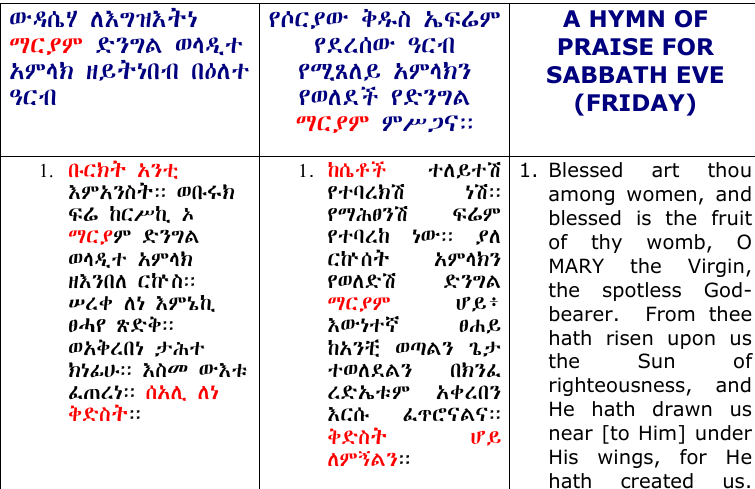 ውዳሴሃ ለእግዝእትነ
ማርያም ድንግል ወላዲተ
አምላክ ዘይትነበብ በዕለተ
ዓርብ
የሶርያው ቅዱስ ኤፍሬም
የደረሰው ዓርብ
የሚጸለይ አምላክን
የወለደች የድንግል
ማርያም ምሥጋና።
A HYMN OF
PRAISE FOR
SABBATH EVE
(FRIDAY)
1. ቡርክት አንቲ
እምአንስት። ወቡሩክ
ፍሬ ከርሥኪ ኦ
ማርያም ድንግል
ወላዲተ አምላክ
ዘእንበለ ርኵስ።
ሠረቀ ለነ እምኔኪ
ፀሓየ ጽድቅ።
ወአቅረበነ ታሕተ
ክነፊሁ። እስመ ውእቱ
ፈጠረነ። ሰአሊ ለነ
ቅድስት።
1. ከሴቶች ተለይተሽ
የተባረክሽ ነሽ።
የማሕፀንሽ ፍሬም
የተባረከ ነው። ያለ
ርኵሰት አምላክን
የወለድሽ ድንግል
ማርያም ሆይ፥
እውነተኛ ፀሐይ
ከአንቺ ወጣልን ጌታ
ተወለደልን በክንፈ
ረድኤቱም አቀረበን
እርሱ ፈጥሮናልና።
ቅድስት ሆይ
ለምኝልን።
1. Blessed art thou
among women, and
blessed is the fruit
of thy womb, O
MARY the Virgin,
the spotless God-
bearer. From thee
hath risen upon us
the Sun of
righteousness, and
He hath drawn us
near [to Him] under
His wings, for He
hath created us.